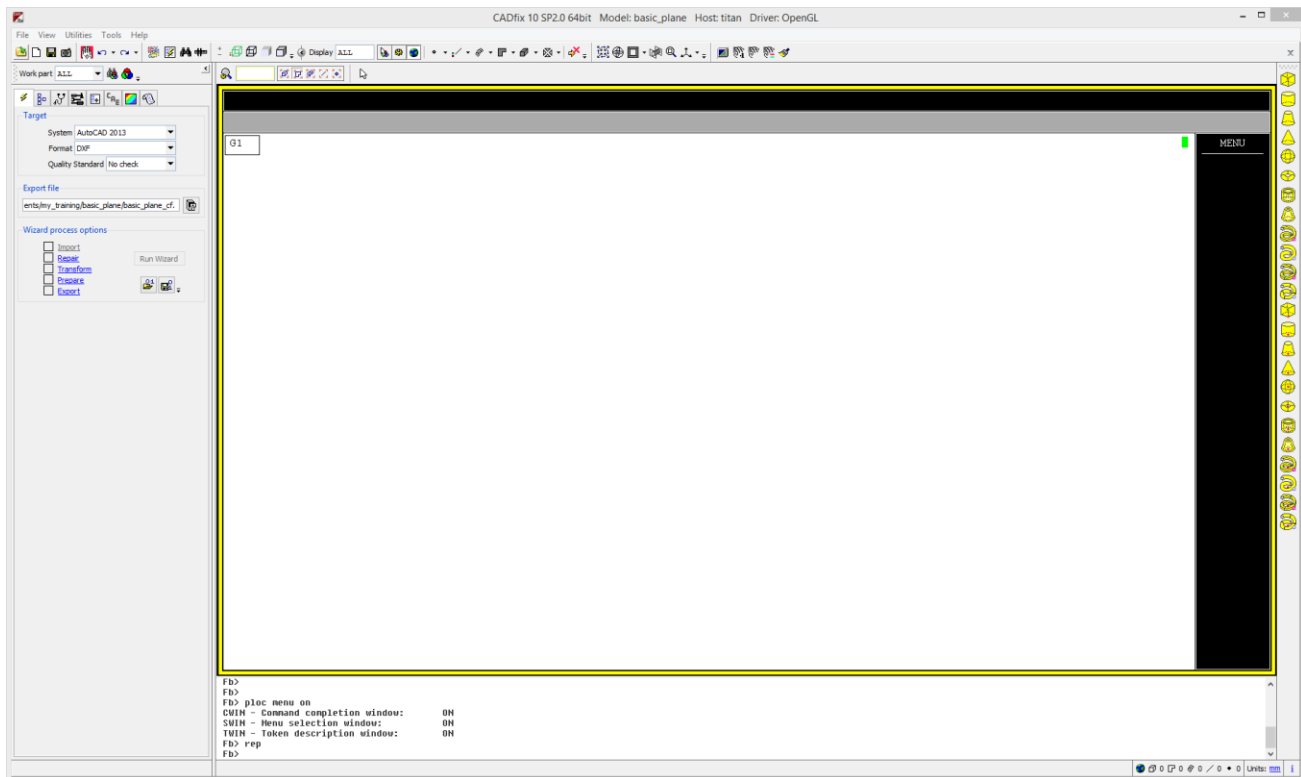 CADfix 10 SP2.0 64bit Model: basic_plane Host: titan Driver: OpenGL
File View Utilities Tools Help
Display ALL
Work part ALL
Target
System AutoCAD 2013
Format DXF
Quality Standard No check
Export file
ents/my_training/basic_plane/basic_plane_cf.
Wizard process options
Import
Repair Run Wizard
Transform
Prepare
Export
G1
MENU
Fb>
Fb>
Fb> ploc menu on
CWIN - Command completion window: ON
SWIN - Menu selection window: ON
TWIN - Token description window: ON
Fb> rep
Fb>
0 0 0 0 0 Units: mm i